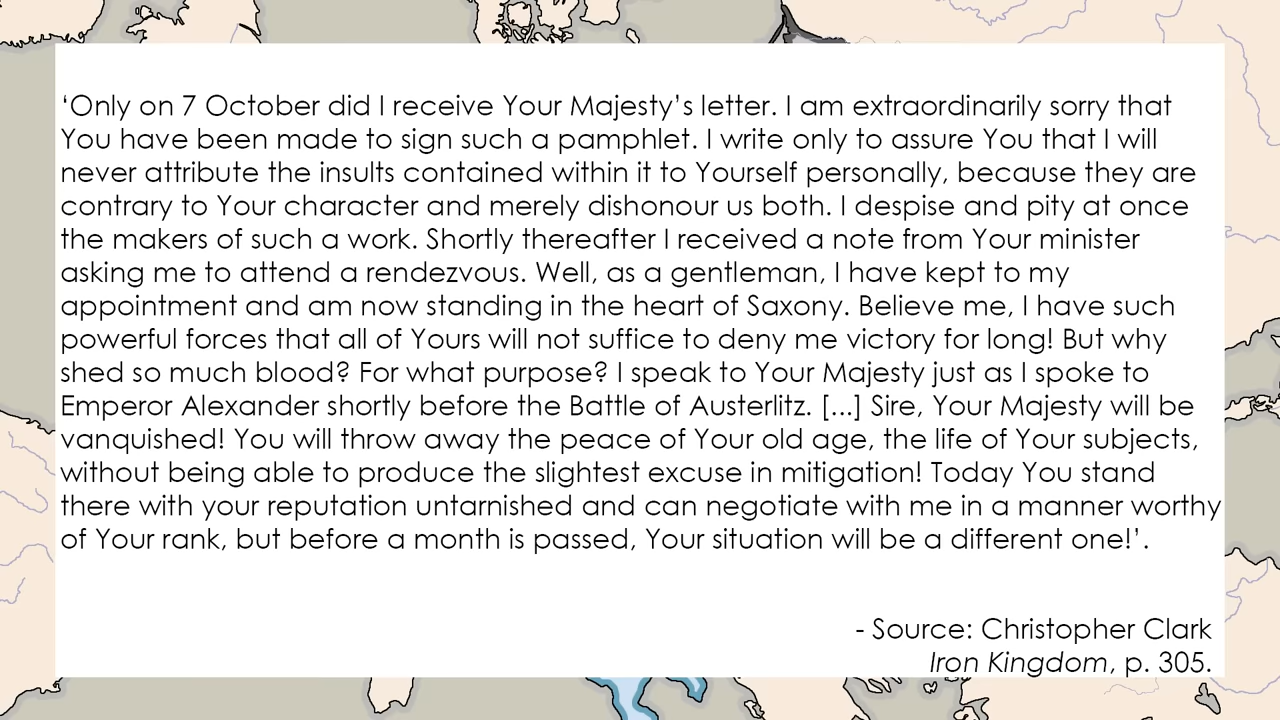 ‘Only on 7 October did I receive Your Majesty’s letter. I am extraordinarily sorry that
You have been made to sign such a pamphlet. I write only to assure You that I will
never attribute the insults contained within it to Yourself personally, because they are
contrary to Your character and merely dishonour us both. I despise and pity at once
the makers of such a work. Shortly thereafter I received a note from Your minister
asking me to attend a rendezvous. Well, as a gentleman, I have kept to my
appointment and am now standing in the heart of Saxony. Believe me, I have such
powerful forces that all of Yours will not suffice to deny me victory for long! But why
shed so much blood? For what purpose? I speak to Your Majesty just as I spoke to
Emperor Alexander shortly before the Battle of Austerlitz. [...] Sire, Your Majesty will be
vanquished! You will throw away the peace of Your old age, the life of Your subjects,
without being able to produce the slightest excuse in mitigation! Today You stand
there with your reputation untarnished and can negotiate with me in a manner worthy
of Your rank, but before a month is passed, Your situation will be a different one!’.
- Source: Christopher Clark
Iron Kingdom, p. 305.